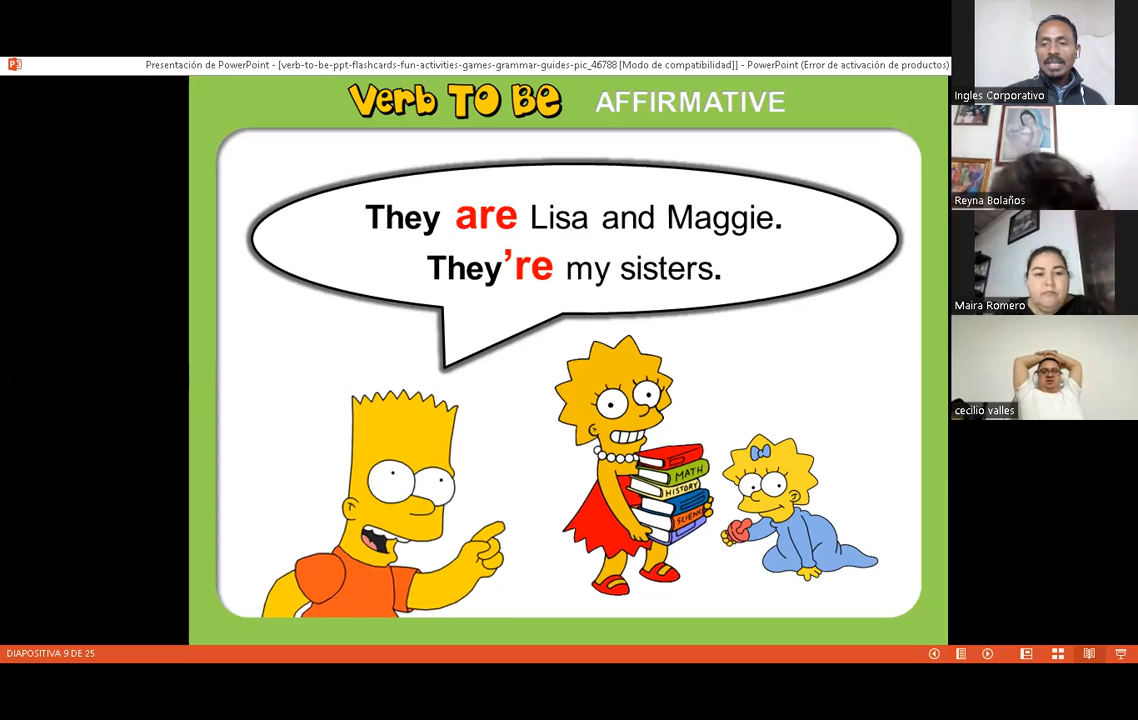 Presentación de PowerPoint - [verb-to-be-ppt-flashcards-fun-activities-games-grammar-guides-pic_46788 [Modo de compatibilidad]] - PowerPoint (Error de activación de productos)
Verb TO BE AFFIRMATIVE
They are Lisa and Maggie.
They’re my sisters.
MATH
HISTORY
SCIENC
Ingles Corporativo
Reyna Bolaños
Maira Romero
cecilio valles
DIAPOSITIVA 9 DE 25